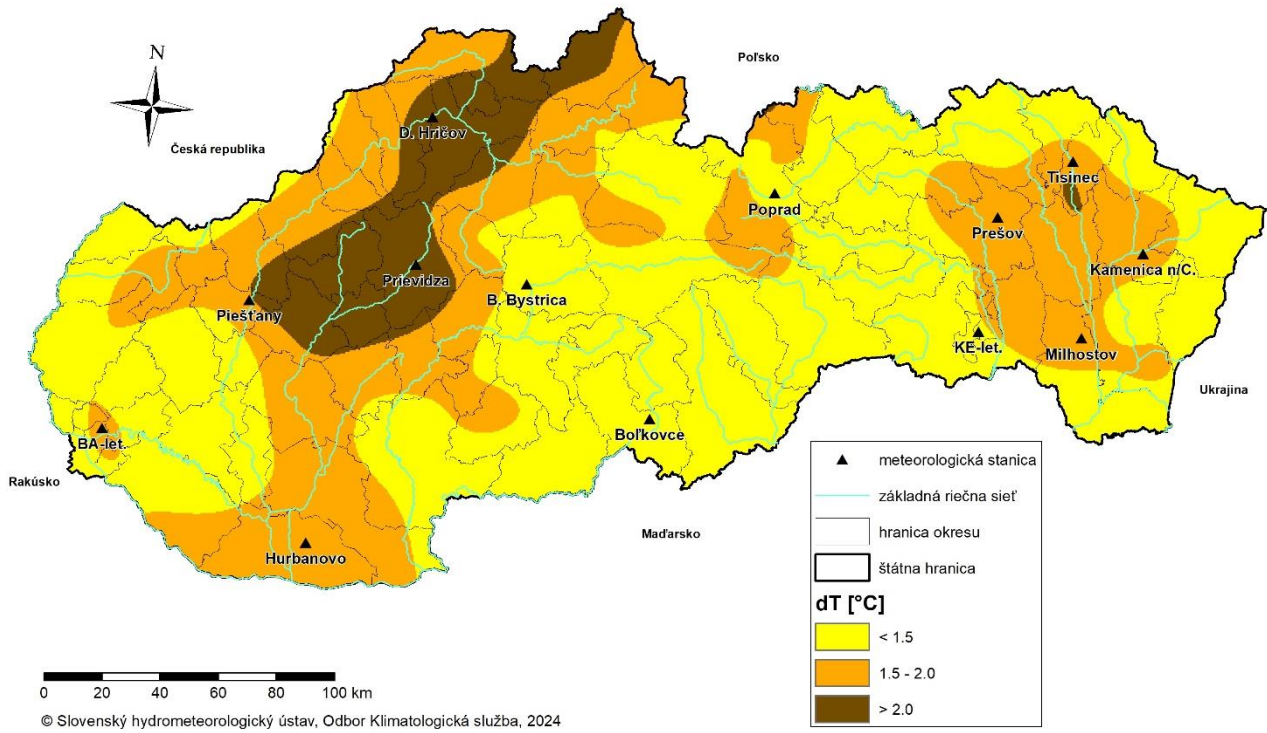 N
Poľsko
Česká republika
D. Hričov
Tisinec
Poprad
Prešov
Kamenica n/C.
Prievidza
B. Bystrica
Piešťany
KE-let.
Milhostov
Ukrajina
Boľkovce
BA-let.
Rakúsko
Maďarsko
Hurbanovo
meteorologická stanica
základná riečna sieť
hranica okresu
štátna hranica
dT [°C]
< 1.5
1.5 - 2.0
> 2.0
0 20 40 60 80 100 km
© Slovenský hydrometeorologický ústav, Odbor Klimatologická služba, 2024